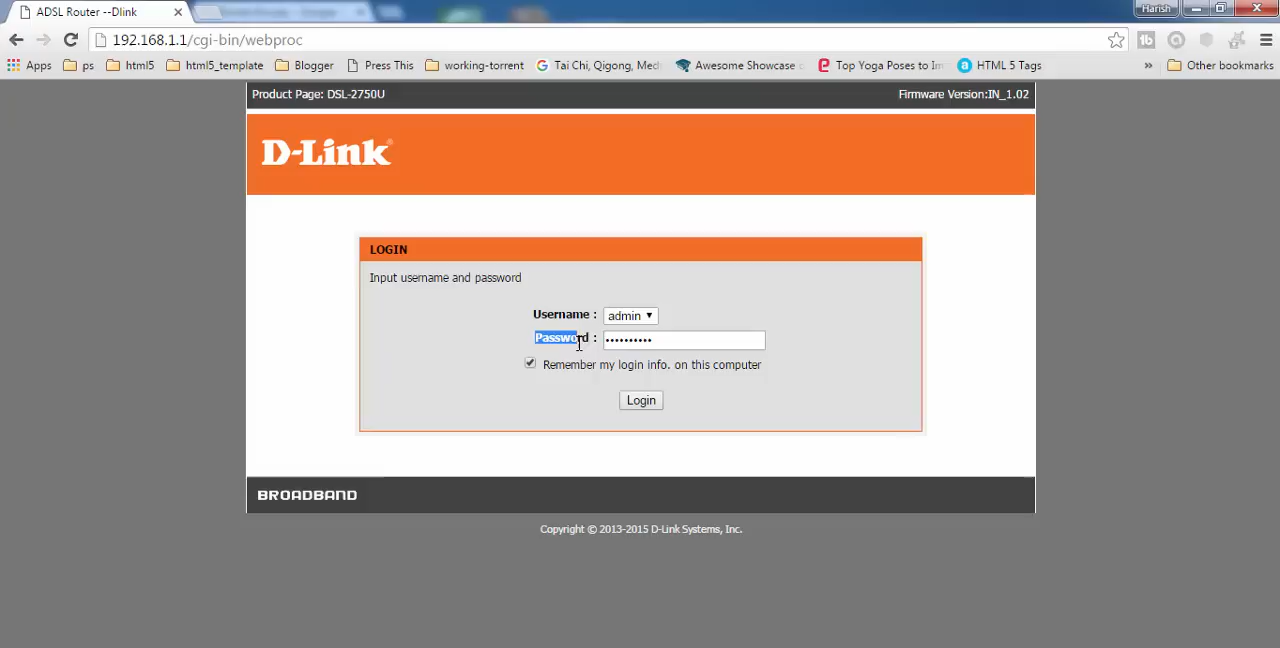 ADSL Router --Dlink
Harish
192.168.1.1/cgi-bin/webproc
Apps ps html5 html5_template Blogger Press This working-torrent Tai Chi, Qigong, Med Awesome Showcase Top Yoga Poses to Im HTML 5 Tags » Other bookmarks
Product Page: DSL-2750U Firmware Version:IN_1.02
D-Link
LOGIN
Input username and password
Username : admin
Password : ••••••••••
Remember my login info. on this computer
Login
BROADBAND
Copyright © 2013-2015 D-Link Systems, Inc.